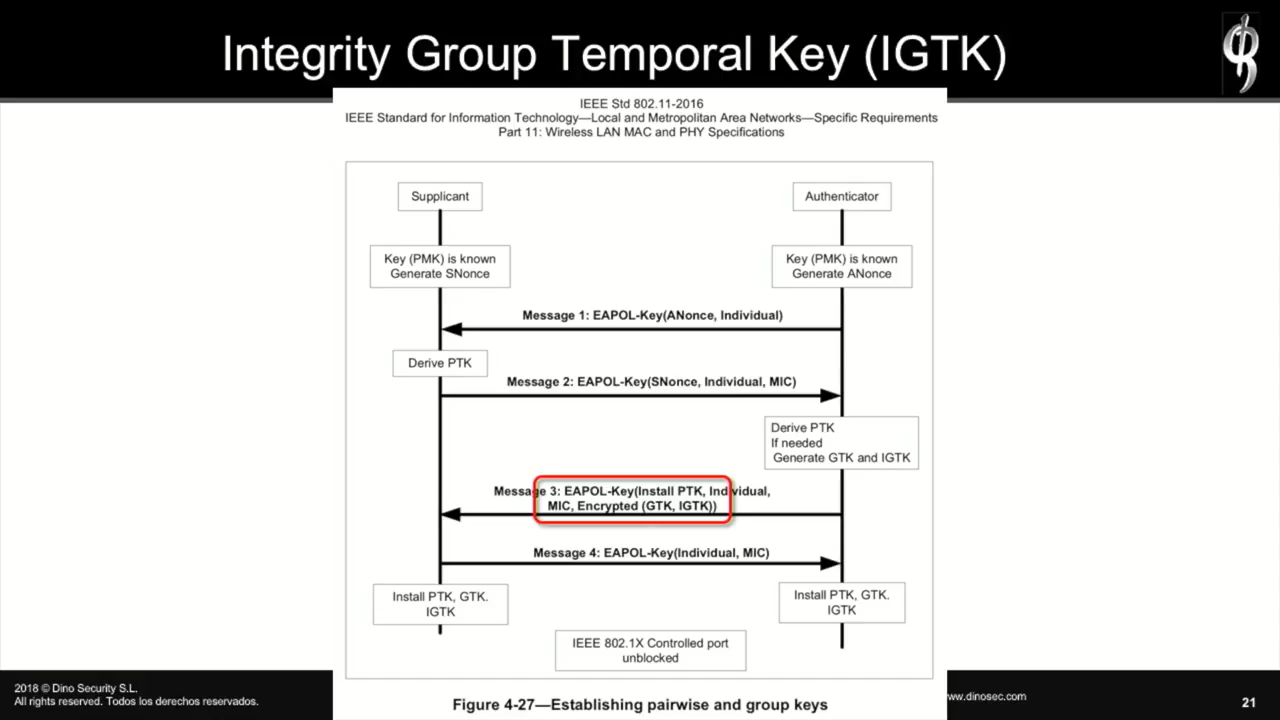 Integrity Group Temporal Key (IGTK)
IEEE Std 802.11-2016
IEEE Standard for Information Technology—Local and Metropolitan Area Networks—Specific Requirements
Part 11: Wireless LAN MAC and PHY Specifications
Supplicant
Authenticator
Key (PMK) is known
Generate SNonce
Key (PMK) is known
Generate ANonce
Message 1: EAPOL-Key(ANonce, Individual)
Derive PTK
Message 2: EAPOL-Key(SNonce, Individual, MIC)
Derive PTK
If needed
Generate GTK and IGTK
Message 3: EAPOL-Key(Install PTK, Individual,
MIC, Encrypted (GTK, IGTK))
Message 4: EAPOL-Key(Individual, MIC)
Install PTK, GTK.
IGTK
Install PTK, GTK.
IGTK
IEEE 802.1X Controlled port
unblocked
Figure 4-27—Establishing pairwise and group keys
2018 © Dino Security S.L.
All rights reserved. Todos los derechos reservados.
www.dinosec.com
21